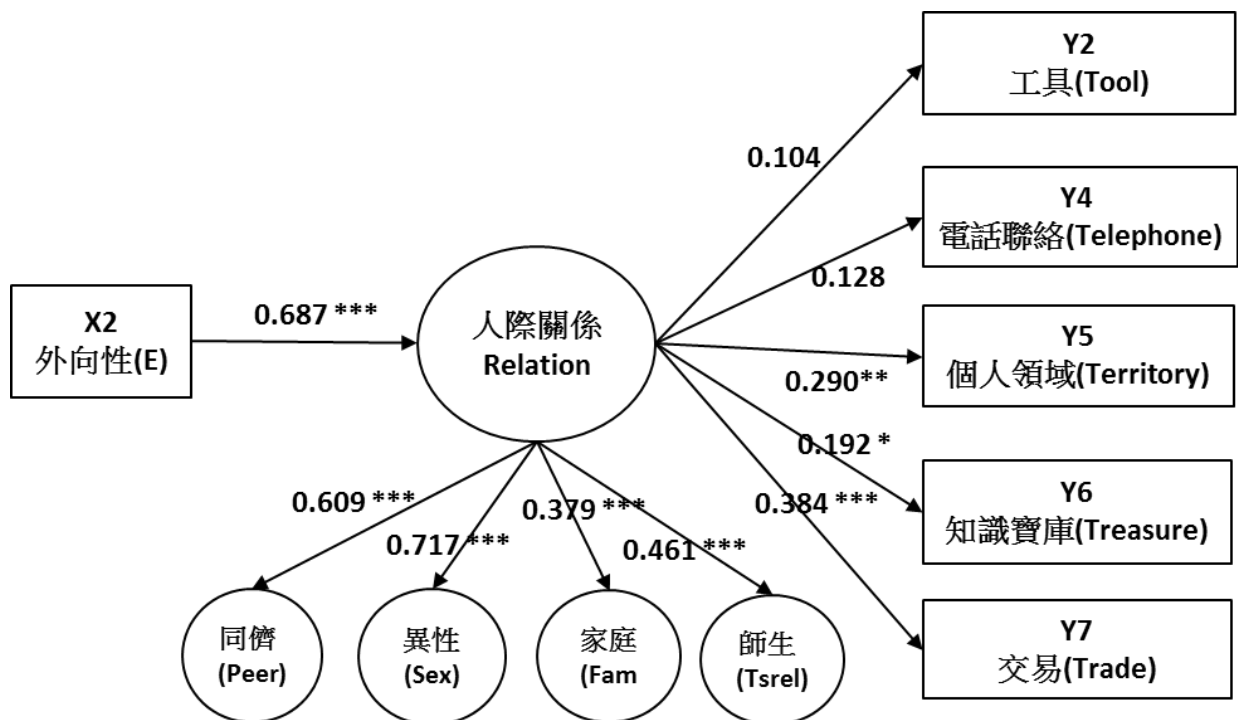 Y2
工具(Tool)
0.104
Y4
電話聯絡(Telephone)
0.128
X2
外向性(E)
0.687 ***
人際關係
Relation
Y5
個人領域(Territory)
0.290**
0.192 *
Y6
知識寶庫(Treasure)
0.384 ***
0.609 ***
0.717 ***
0.379 ***
0.461 ***
同儕
(Peer)
異性
(Sex)
家庭
(Fam
師生
(Tsrel)
Y7
交易(Trade)